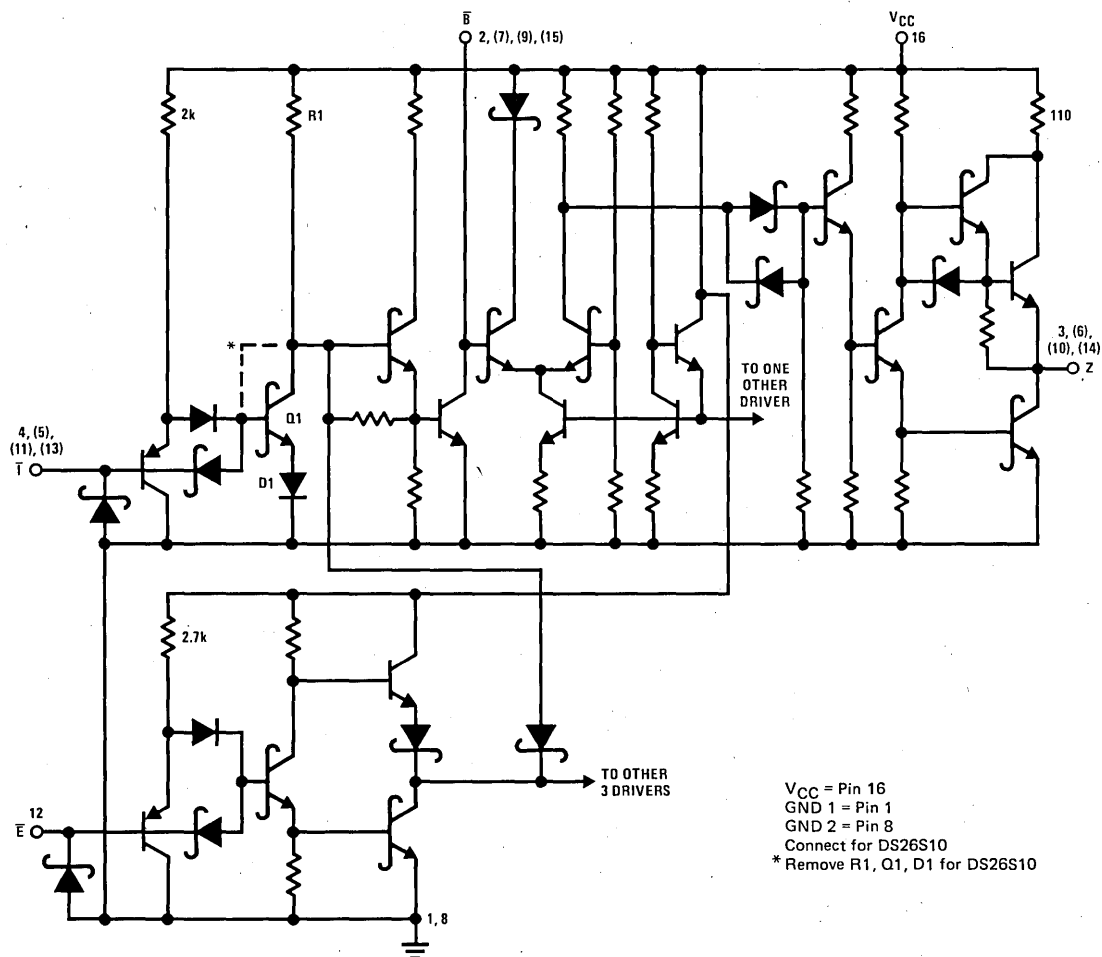 B̅
2, (7), (9), (15)
VCC
16
2k
R1
110
*
Q1
D1
4, (5),
(11), (13)
I̅
TO ONE
OTHER
DRIVER
3, (6),
(10), (14)
Z
2.7k
12
E̅
TO OTHER
3 DRIVERS
1, 8
VCC = Pin 16
GND 1 = Pin 1
GND 2 = Pin 8
Connect for DS26S10
* Remove R1, Q1, D1 for DS26S10